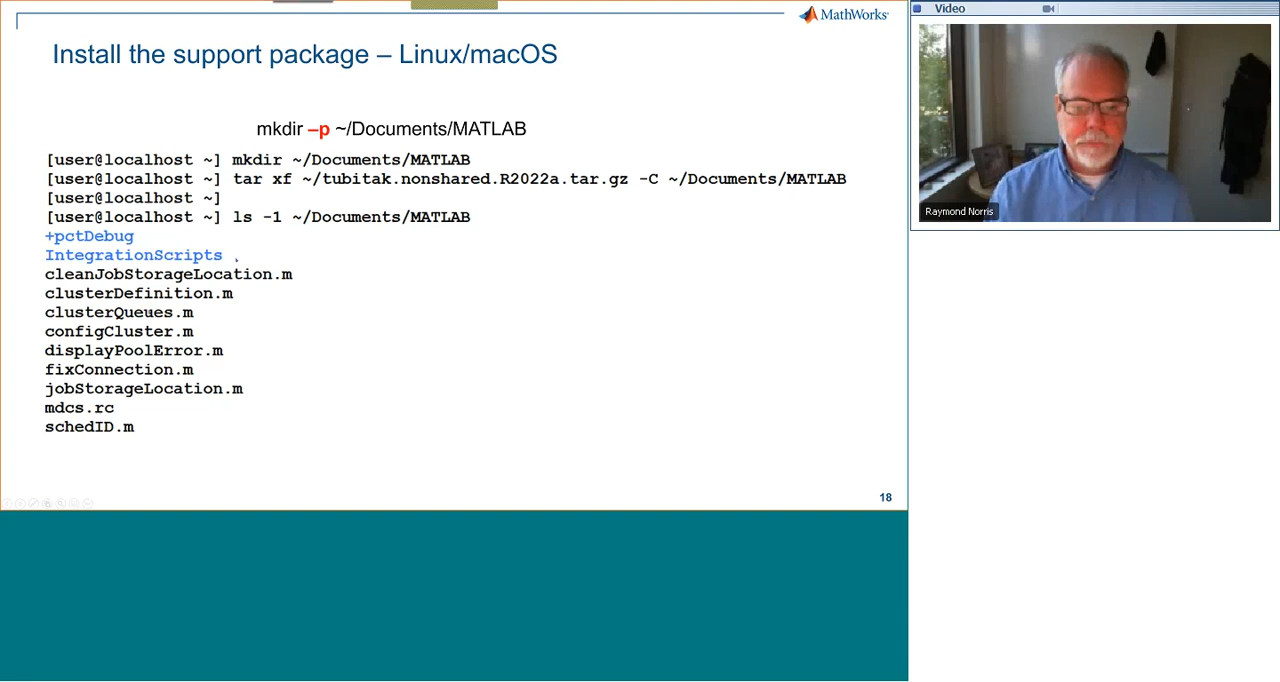 MathWorks
Install the support package – Linux/macOS
mkdir –p ~/Documents/MATLAB
[user@localhost ~] mkdir ~/Documents/MATLAB
[user@localhost ~] tar xf ~/tubitak.nonshared.R2022a.tar.gz -C ~/Documents/MATLAB
[user@localhost ~]
[user@localhost ~] ls -1 ~/Documents/MATLAB
+pctDebug
IntegrationScripts
cleanJobStorageLocation.m
clusterDefinition.m
clusterQueues.m
configCluster.m
displayPoolError.m
fixConnection.m
jobStorageLocation.m
mdcs.rc
schedID.m
18
Video
Raymond Norris